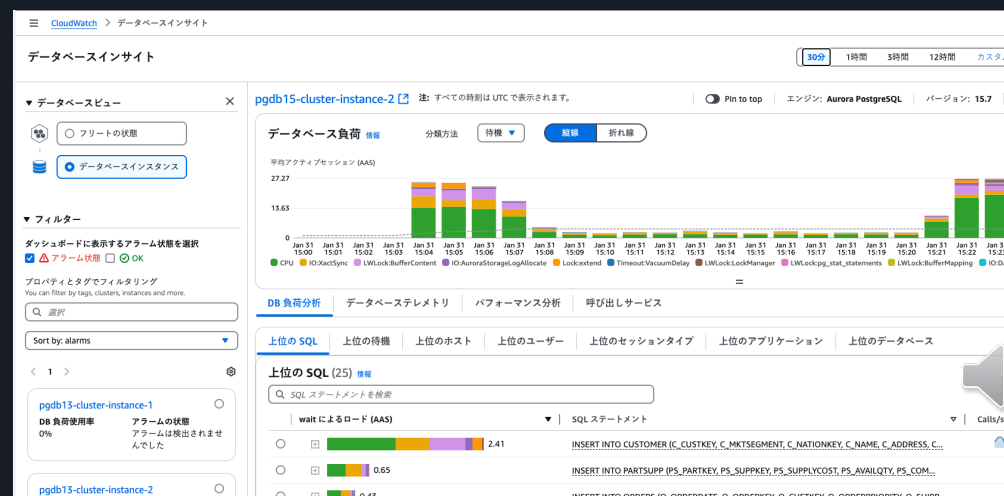 CloudWatch > データベースインサイト
データベースインサイト
30分 1時間 3時間 12時間 カスタ
データベースビュー
フリートの状態
データベースインスタンス
フィルター
ダッシュボードに表示するアラーム状態を選択
アラーム状態 OK
プロパティとタグでフィルタリング
You can filter by tags, clusters, instances and more.
選択
Sort by: alarms
1
pgdb13-cluster-instance-1
DB 負荷使用率 アラームの状態
0% アラームは検出されませ
んでした
pgdb13-cluster-instance-2
pgdb15-cluster-instance-2 注: すべての時刻は UTC で表示されます。 Pin to top エンジン: Aurora PostgreSQL バージョン: 15.7
データベース負荷 情報 分類方法 待機 縦線 折れ線
平均アクティブセッション (AAS)
27.27
13.63
0
Jan 31 Jan 31 Jan 31 Jan 31 Jan 31 Jan 31 Jan 31 Jan 31 Jan 31 Jan 31 Jan 31 Jan 31 Jan 31 Jan 31 Jan 31 Jan 31 Jan 31 Jan 31 Jan 31 Jan 31 Jan 31 Jan 31 Jan 31 Jan 3
15:00 15:01 15:02 15:03 15:04 15:05 15:06 15:07 15:08 15:09 15:10 15:11 15:12 15:13 15:14 15:15 15:16 15:17 15:18 15:19 15:20 15:21 15:22 15:23
CPU IO:XactSync LWLock:BufferContent IO:AuroraStorageLogAllocate Lock:extend Timeout:VacuumDelay LWLock:LockManager LWLock:pg_stat_statements LWLock:BufferMapping
DB 負荷分析 データベーステレメトリ パフォーマンス分析 呼び出しサービス
上位の SQL 上位の待機 上位のホスト 上位のユーザー 上位のセッションタイプ 上位のアプリケーション 上位のデータベース
上位の SQL (25) 情報
SQL ステートメントを検索
wait によるロード (AAS) SQL ステートメント Calls/s
2.41 INSERT INTO CUSTOMER (C_CUSTKEY, C_MKTSEGMENT, C_NATIONKEY, C_NAME, C_ADDRESS, C...
0.65 INSERT INTO PARTSUPP (PS_PARTKEY, PS_SUPPKEY, PS_SUPPLYCOST, PS_AVAILQTY, PS_COM...